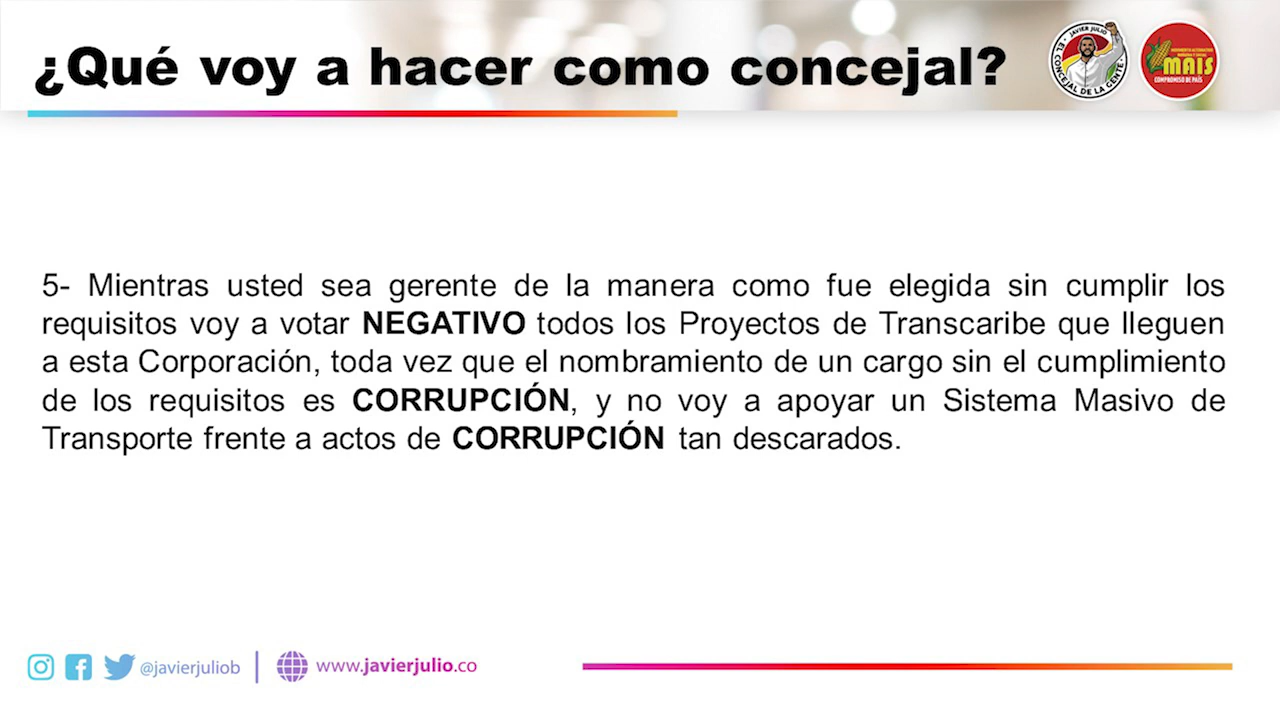 ¿Qué voy a hacer como concejal?
JAVIER JULIO
EL CONCEJAL DE LA GENTE
MOVIMIENTO ALTERNATIVO
INDÍGENA Y SOCIAL
MAIS
COMPROMISO DE PAÍS
5- Mientras usted sea gerente de la manera como fue elegida sin cumplir los
requisitos voy a votar NEGATIVO todos los Proyectos de Transcaribe que lleguen
a esta Corporación, toda vez que el nombramiento de un cargo sin el cumplimiento
de los requisitos es CORRUPCIÓN, y no voy a apoyar un Sistema Masivo de
Transporte frente a actos de CORRUPCIÓN tan descarados.
@javierjuliob
www.javierjulio.co